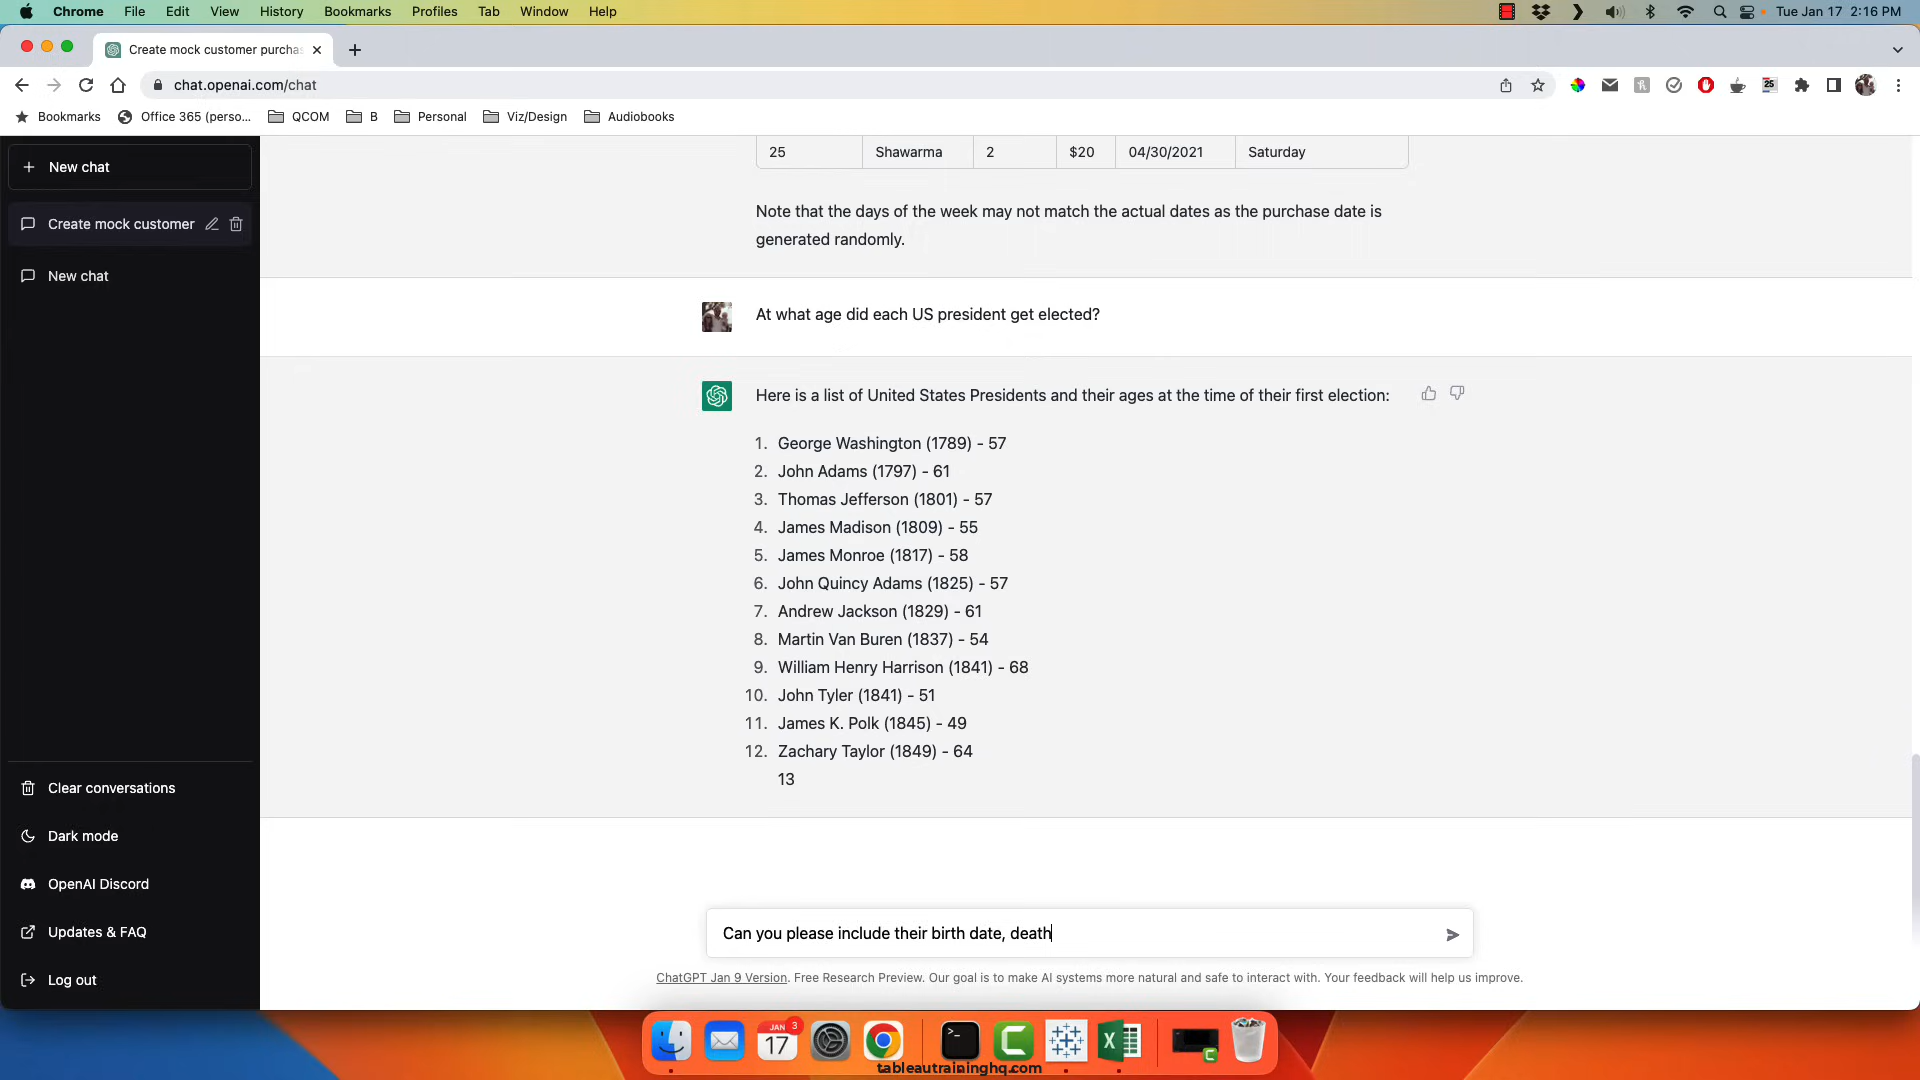 Chrome File Edit View History Bookmarks Profiles Tab Window Help Tue Jan 17 2:16 PM
Create mock customer purcha
chat.openai.com/chat
25
Bookmarks Office 365 (perso... QCOM B Personal Viz/Design Audiobooks
New chat
Create mock customer
New chat
Clear conversations
Dark mode
OpenAI Discord
Updates & FAQ
Log out
25 Shawarma 2 $20 04/30/2021 Saturday
Note that the days of the week may not match the actual dates as the purchase date is
generated randomly.
At what age did each US president get elected?
Here is a list of United States Presidents and their ages at the time of their first election:
1. George Washington (1789) - 57
2. John Adams (1797) - 61
3. Thomas Jefferson (1801) - 57
4. James Madison (1809) - 55
5. James Monroe (1817) - 58
6. John Quincy Adams (1825) - 57
7. Andrew Jackson (1829) - 61
8. Martin Van Buren (1837) - 54
9. William Henry Harrison (1841) - 68
10. John Tyler (1841) - 51
11. James K. Polk (1845) - 49
12. Zachary Taylor (1849) - 64
13
Can you please include their birth date, death
ChatGPT Jan 9 Version. Free Research Preview. Our goal is to make AI systems more natural and safe to interact with. Your feedback will help us improve.
JAN 3
17
tableautraininghq.com